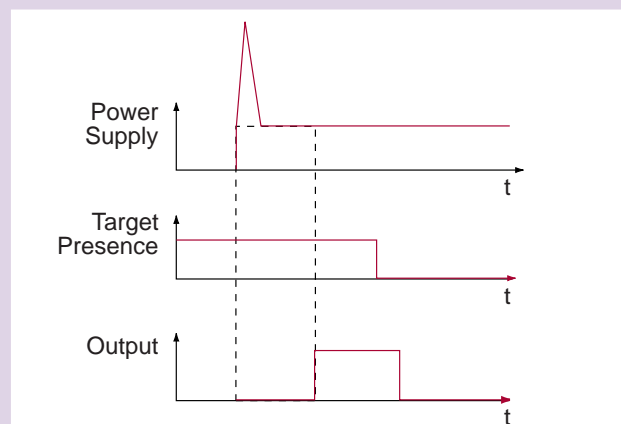 Power
Supply
t
Target
Presence
t
Output
t